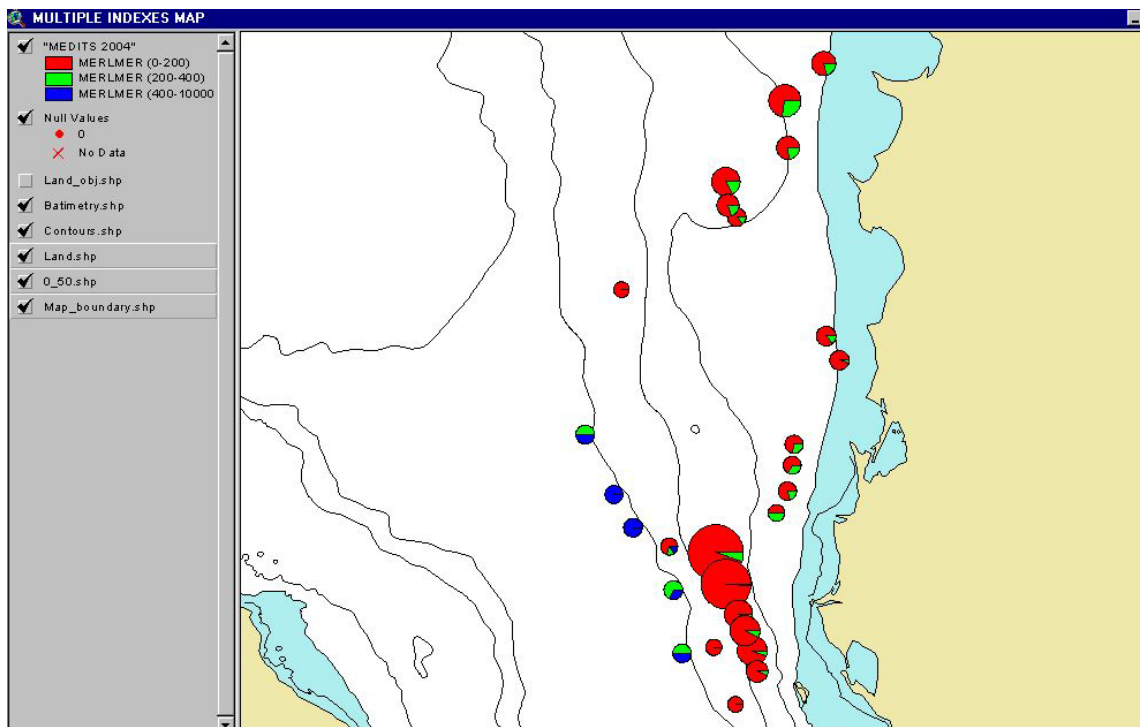 MULTIPLE INDEXES MAP
"MEDITS 2004"
MERLMER (0-200)
MERLMER (200-400)
MERLMER (400-10000
Null Values
0
No Data
Land_obj.shp
Batimetry.shp
Contours.shp
Land.shp
0_50.shp
Map_boundary.shp